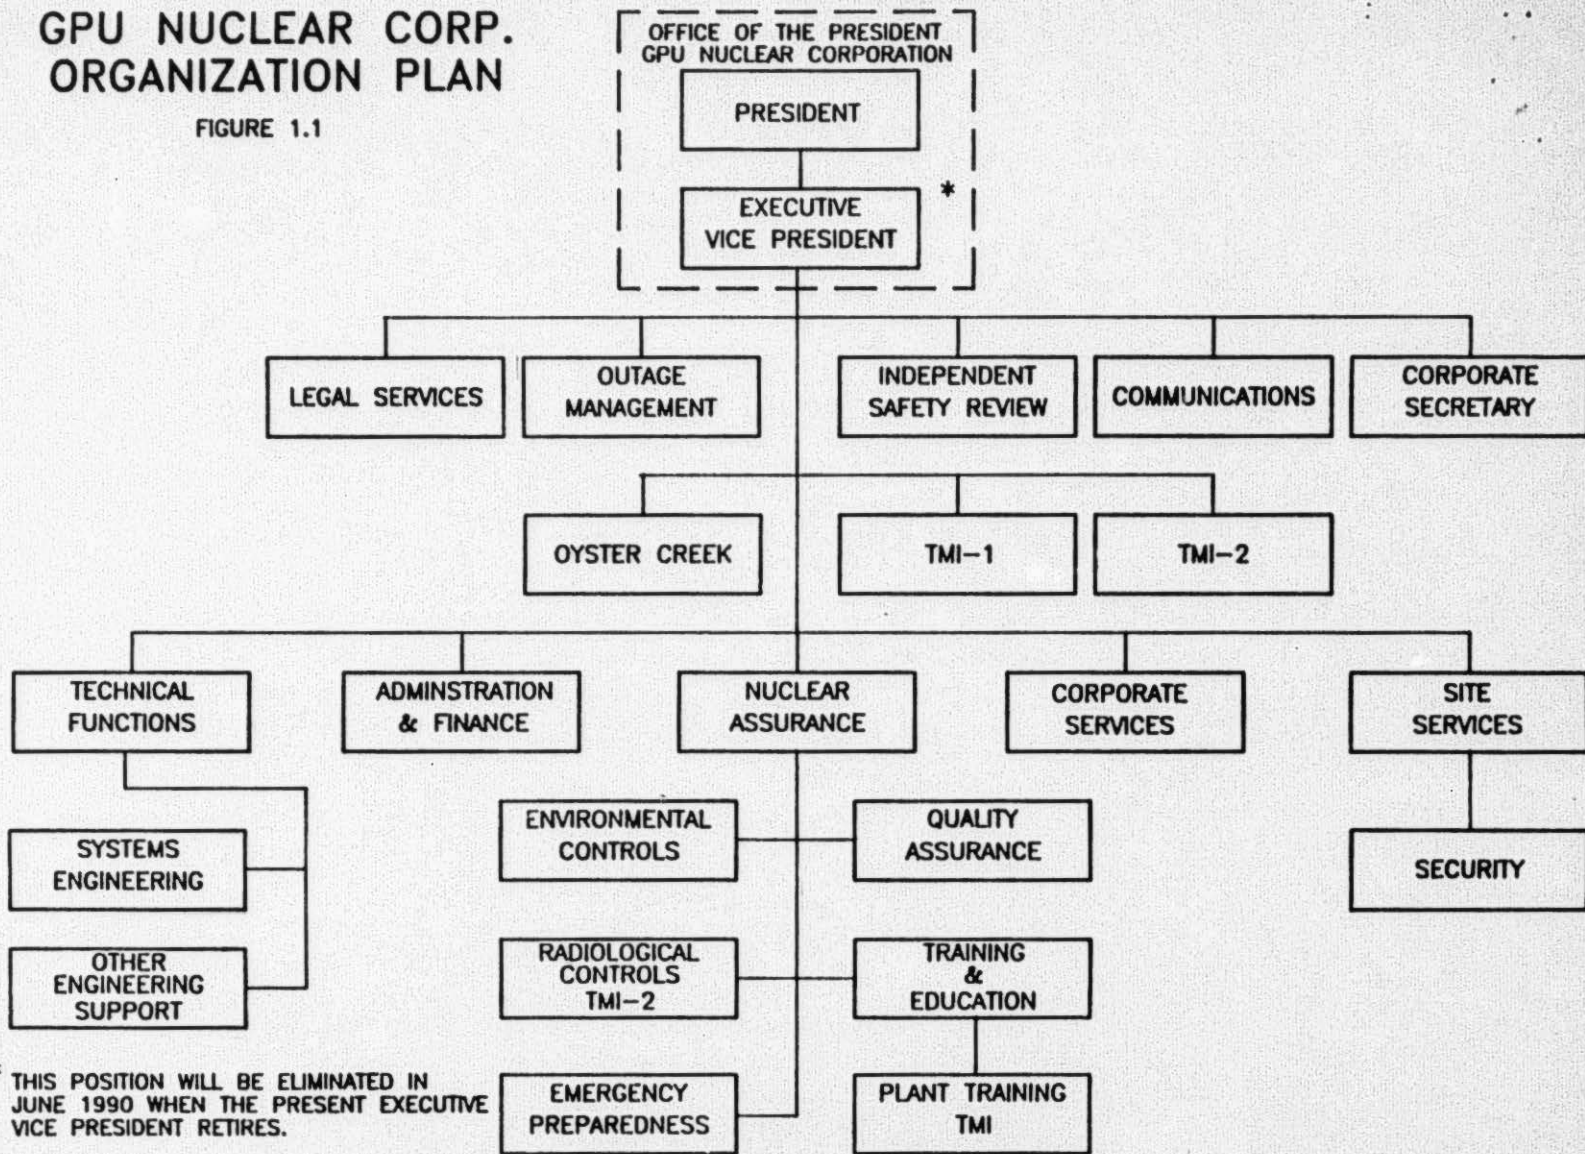 GPU NUCLEAR CORP.
ORGANIZATION PLAN
FIGURE 1.1
OFFICE OF THE PRESIDENT
GPU NUCLEAR CORPORATION
PRESIDENT
*
EXECUTIVE
VICE PRESIDENT
LEGAL SERVICES
OUTAGE
MANAGEMENT
INDEPENDENT
SAFETY REVIEW
COMMUNICATIONS
CORPORATE
SECRETARY
OYSTER CREEK
TMI-1
TMI-2
TECHNICAL
FUNCTIONS
ADMINSTRATION
& FINANCE
NUCLEAR
ASSURANCE
CORPORATE
SERVICES
SITE
SERVICES
SYSTEMS
ENGINEERING
OTHER
ENGINEERING
SUPPORT
ENVIRONMENTAL
CONTROLS
QUALITY
ASSURANCE
SECURITY
RADIOLOGICAL
CONTROLS
TMI-2
TRAINING
&
EDUCATION
EMERGENCY
PREPAREDNESS
PLANT TRAINING
TMI
THIS POSITION WILL BE ELIMINATED IN
JUNE 1990 WHEN THE PRESENT EXECUTIVE
VICE PRESIDENT RETIRES.